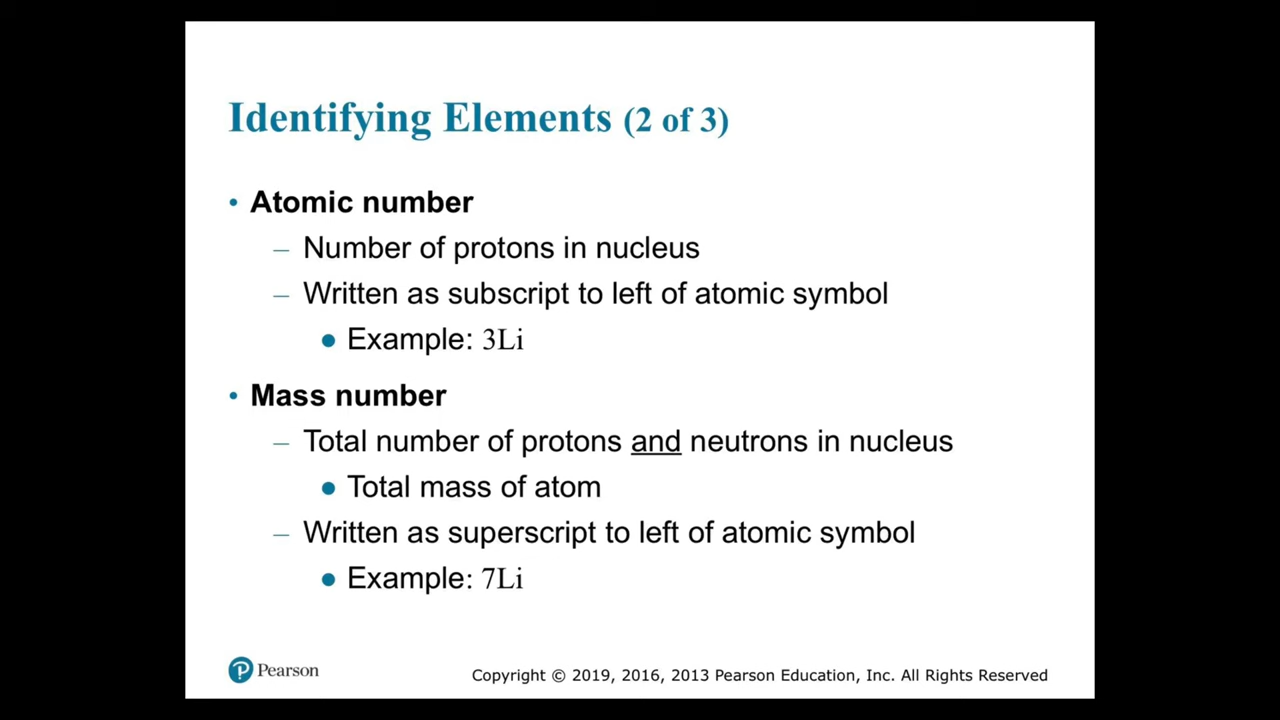 Identifying Elements (2 of 3)
• Atomic number
– Number of protons in nucleus
– Written as subscript to left of atomic symbol
● Example: 3Li
• Mass number
– Total number of protons and neutrons in nucleus
● Total mass of atom
– Written as superscript to left of atomic symbol
● Example: 7Li
P Pearson
Copyright © 2019, 2016, 2013 Pearson Education, Inc. All Rights Reserved